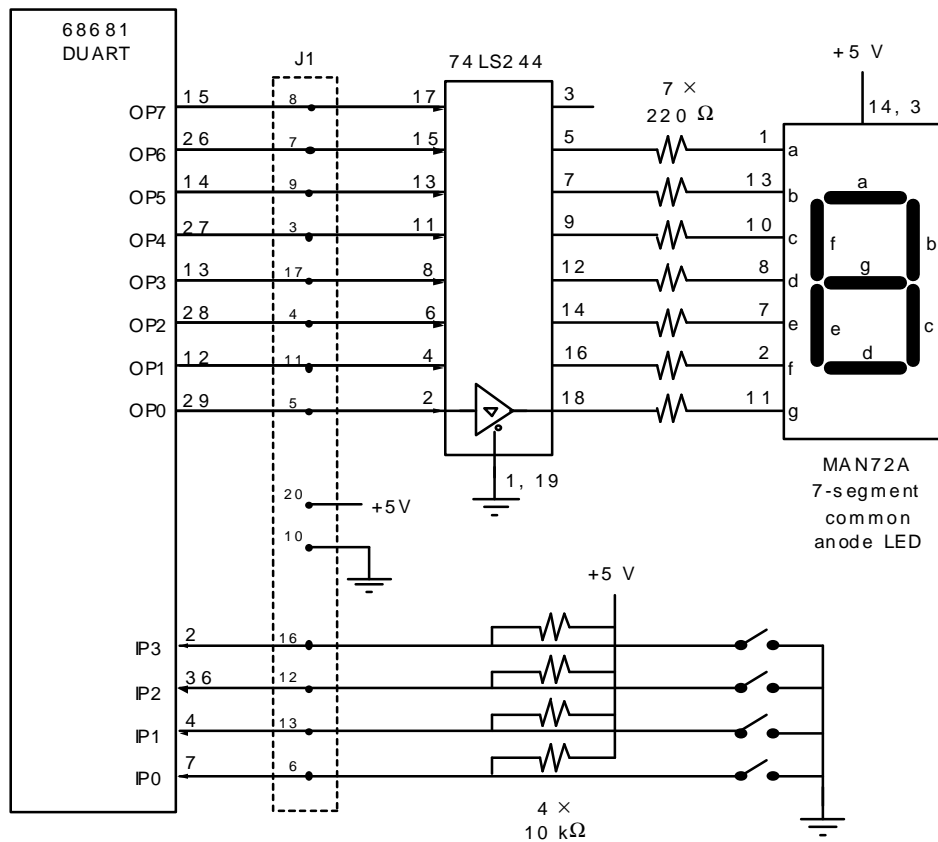 68681
DUART
J1
74LS244
+5 V
7 ×
220 Ω
14, 3
OP7 15 8 17 3
OP6 26 7 15 5 1 a
OP5 14 9 13 7 13 b
OP4 27 3 11 9 10 c
OP3 13 17 8 12 8 d
OP2 28 4 6 14 7 e
OP1 12 11 4 16 2 f
OP0 29 5 2 18 11 g
a
f b
g
e c
d
1, 19
MAN72A
7-segment
common
anode LED
20 +5V
10
+5 V
IP3 2 16
IP2 36 12
IP1 4 13
IP0 7 6
4 ×
10 kΩ